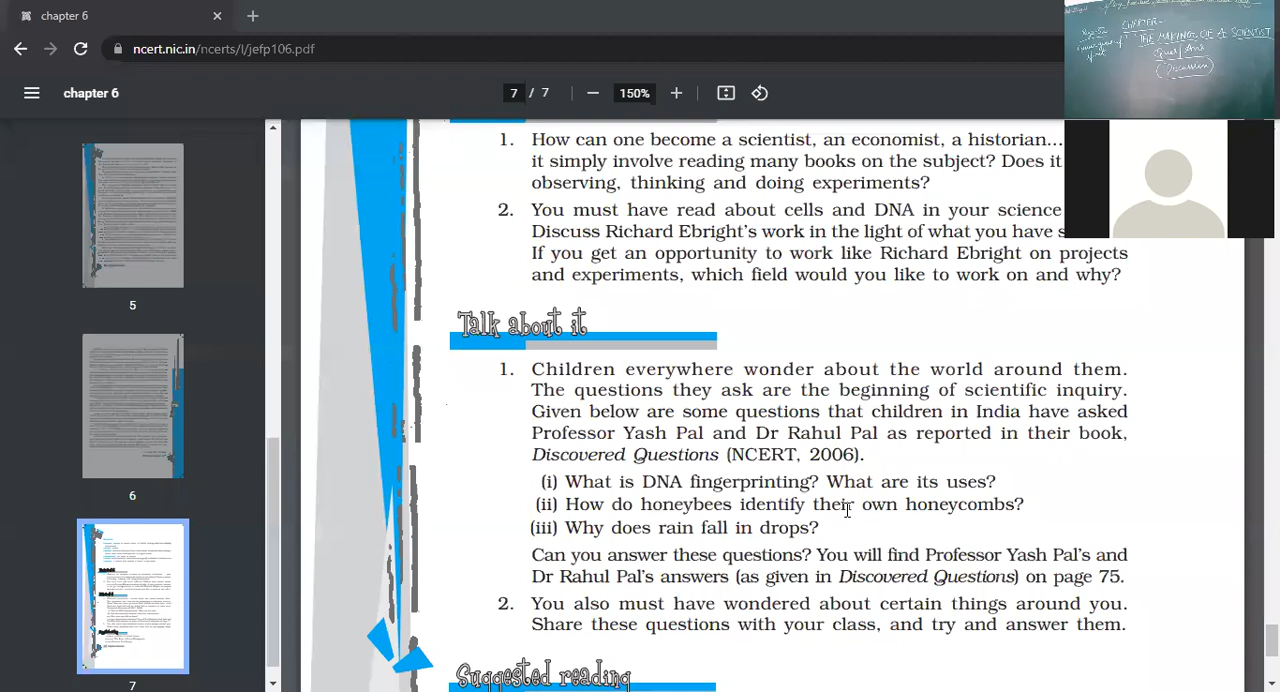 chapter 6
ncert.nic.in/ncerts/l/jefp106.pdf
chapter 6
7 / 7
150%
CHAPTER-
THE MAKING OF A SCIENTIST
Ques/Ans
Discussion
5
6
7
1. How can one become a scientist, an economist, a historian...
it simply involve reading many books on the subject? Does it
observing, thinking and doing experiments?
2. You must have read about cells and DNA in your science
Discuss Richard Ebright's work in the light of what you have s
If you get an opportunity to work like Richard Ebright on projects
and experiments, which field would you like to work on and why?
Talk about it
1. Children everywhere wonder about the world around them.
The questions they ask are the beginning of scientific inquiry.
Given below are some questions that children in India have asked
Professor Yash Pal and Dr Rahul Pal as reported in their book,
Discovered Questions (NCERT, 2006).
(i) What is DNA fingerprinting? What are its uses?
(ii) How do honeybees identify their own honeycombs?
(iii) Why does rain fall in drops?
Can you answer these questions? You will find Professor Yash Pal's and
Dr Rahul Pal's answers (as given in Discovered Questions) on page 75.
2. You also must have wondered about certain things around you.
Share these questions with your class, and try and answer them.
Suggested reading